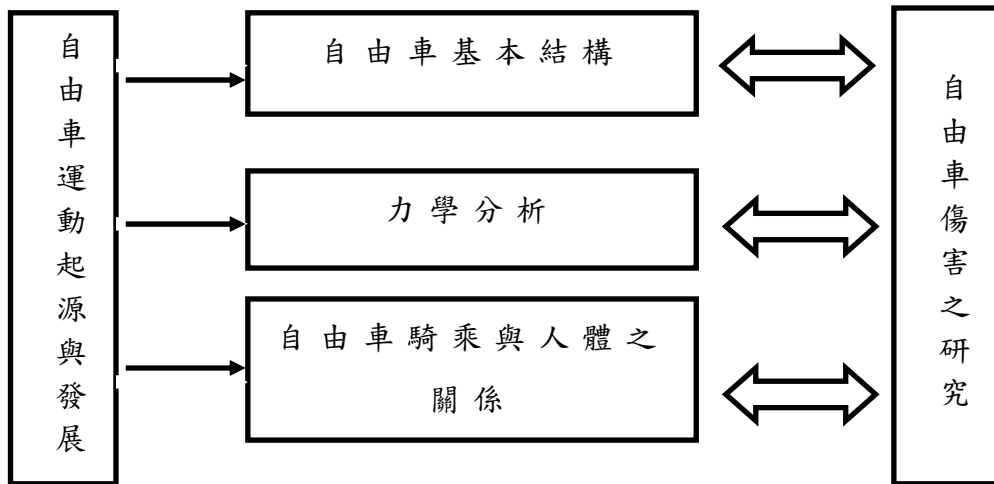 自由車運動起源與發展
自由車基本結構
力學分析
自由車騎乘與人體之
關係
自由車傷害之研究